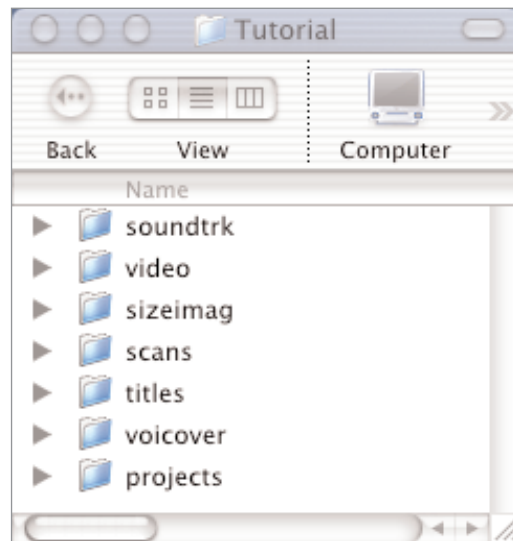 Tutorial
Back View Computer
Name
soundtrk
video
sizeimag
scans
titles
voicover
projects